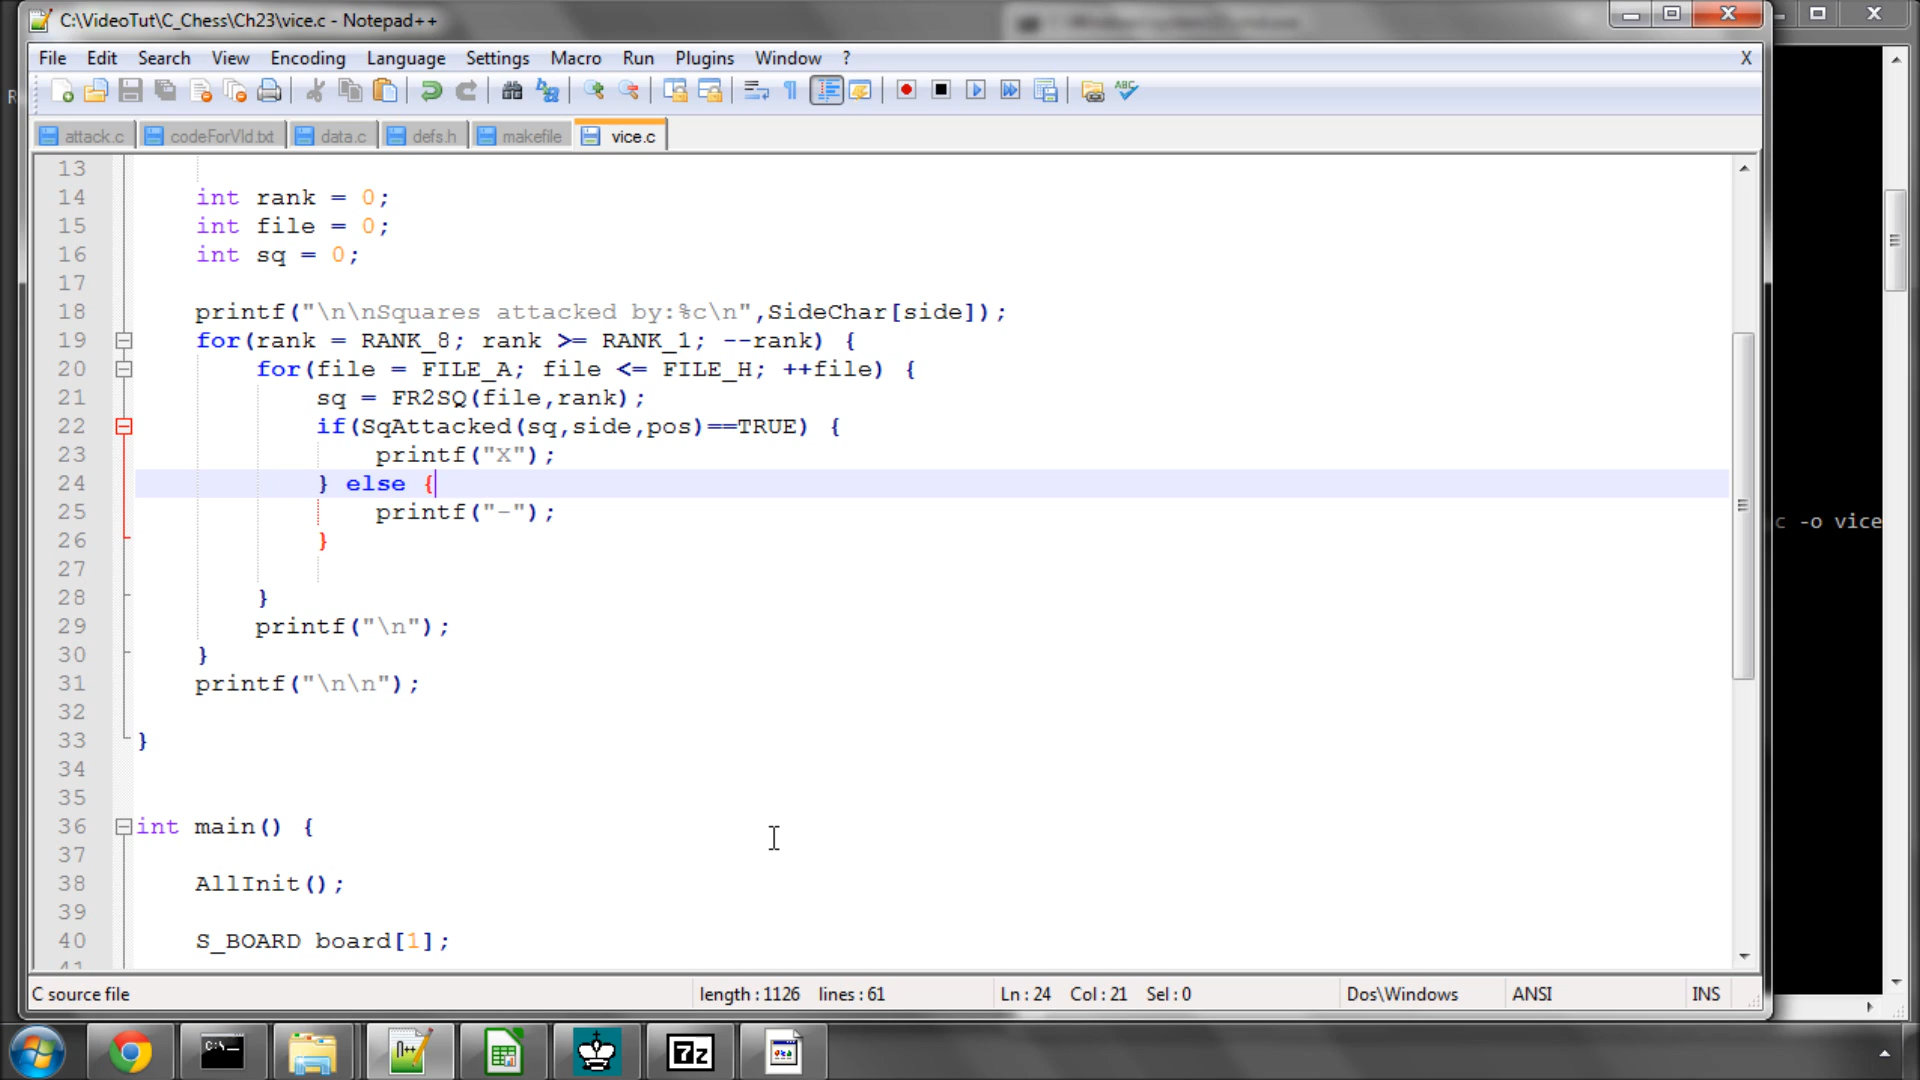 C:\VideoTut\C_Chess\Ch23\vice.c - Notepad++
File Edit Search View Encoding Language Settings Macro Run Plugins Window ? X
attack.c codeForVid.txt data.c defs.h makefile vice.c
13
14 int rank = 0;
15 int file = 0;
16 int sq = 0;
17
18 printf("\n\nSquares attacked by:%c\n",SideChar[side]);
19 for(rank = RANK_8; rank >= RANK_1; --rank) {
20 for(file = FILE_A; file <= FILE_H; ++file) {
21 sq = FR2SQ(file,rank);
22 if(SqAttacked(sq,side,pos)==TRUE) {
23 printf("X");
24 } else {
25 printf("-");
26 }
27
28 }
29 printf("\n");
30 }
31 printf("\n\n");
32
33 }
34
35
36 int main() {
37
38 AllInit();
39
40 S_BOARD board[1];
41
c -o vice
C source file length : 1126 lines : 61 Ln : 24 Col : 21 Sel : 0 Dos\Windows ANSI INS
C:\_ n++ 7z